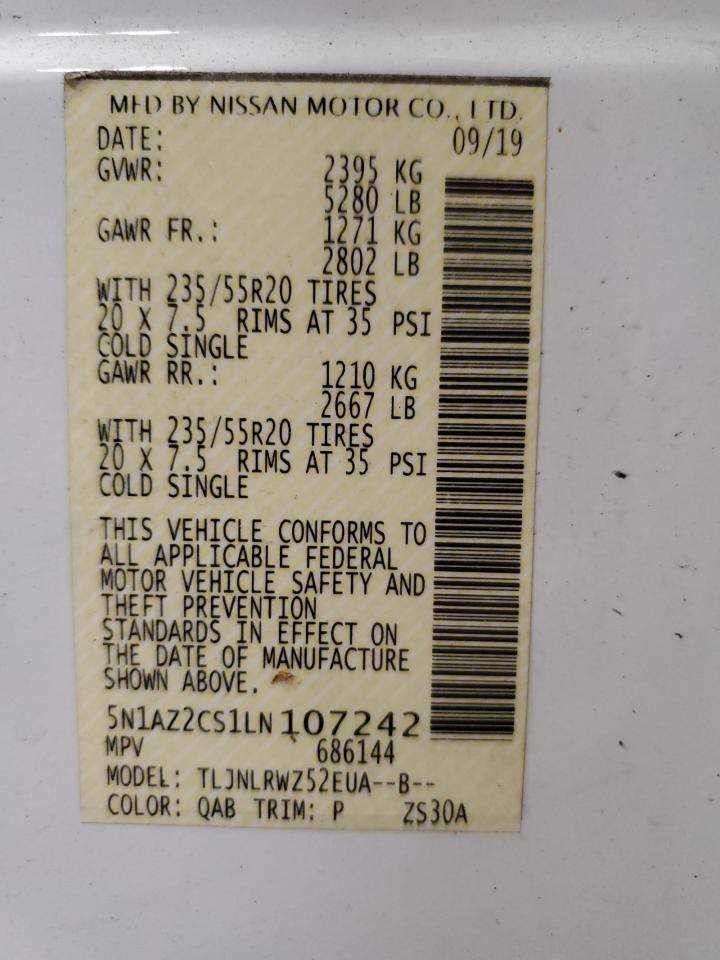 MFD BY NISSAN MOTOR CO., LTD.
DATE: 09/19
GVWR: 2395 KG
5280 LB
GAWR FR.: 1271 KG
2802 LB
WITH 235/55R20 TIRES
20 X 7.5 RIMS AT 35 PSI
COLD SINGLE
GAWR RR.: 1210 KG
2667 LB
WITH 235/55R20 TIRES
20 X 7.5 RIMS AT 35 PSI
COLD SINGLE
THIS VEHICLE CONFORMS TO
ALL APPLICABLE FEDERAL
MOTOR VEHICLE SAFETY AND
THEFT PREVENTION
STANDARDS IN EFFECT ON
THE DATE OF MANUFACTURE
SHOWN ABOVE.
5N1AZ2CS1LN107242
MPV 686144
MODEL: TLJNLRWZ52EUA--B--
COLOR: QAB TRIM: P ZS30A